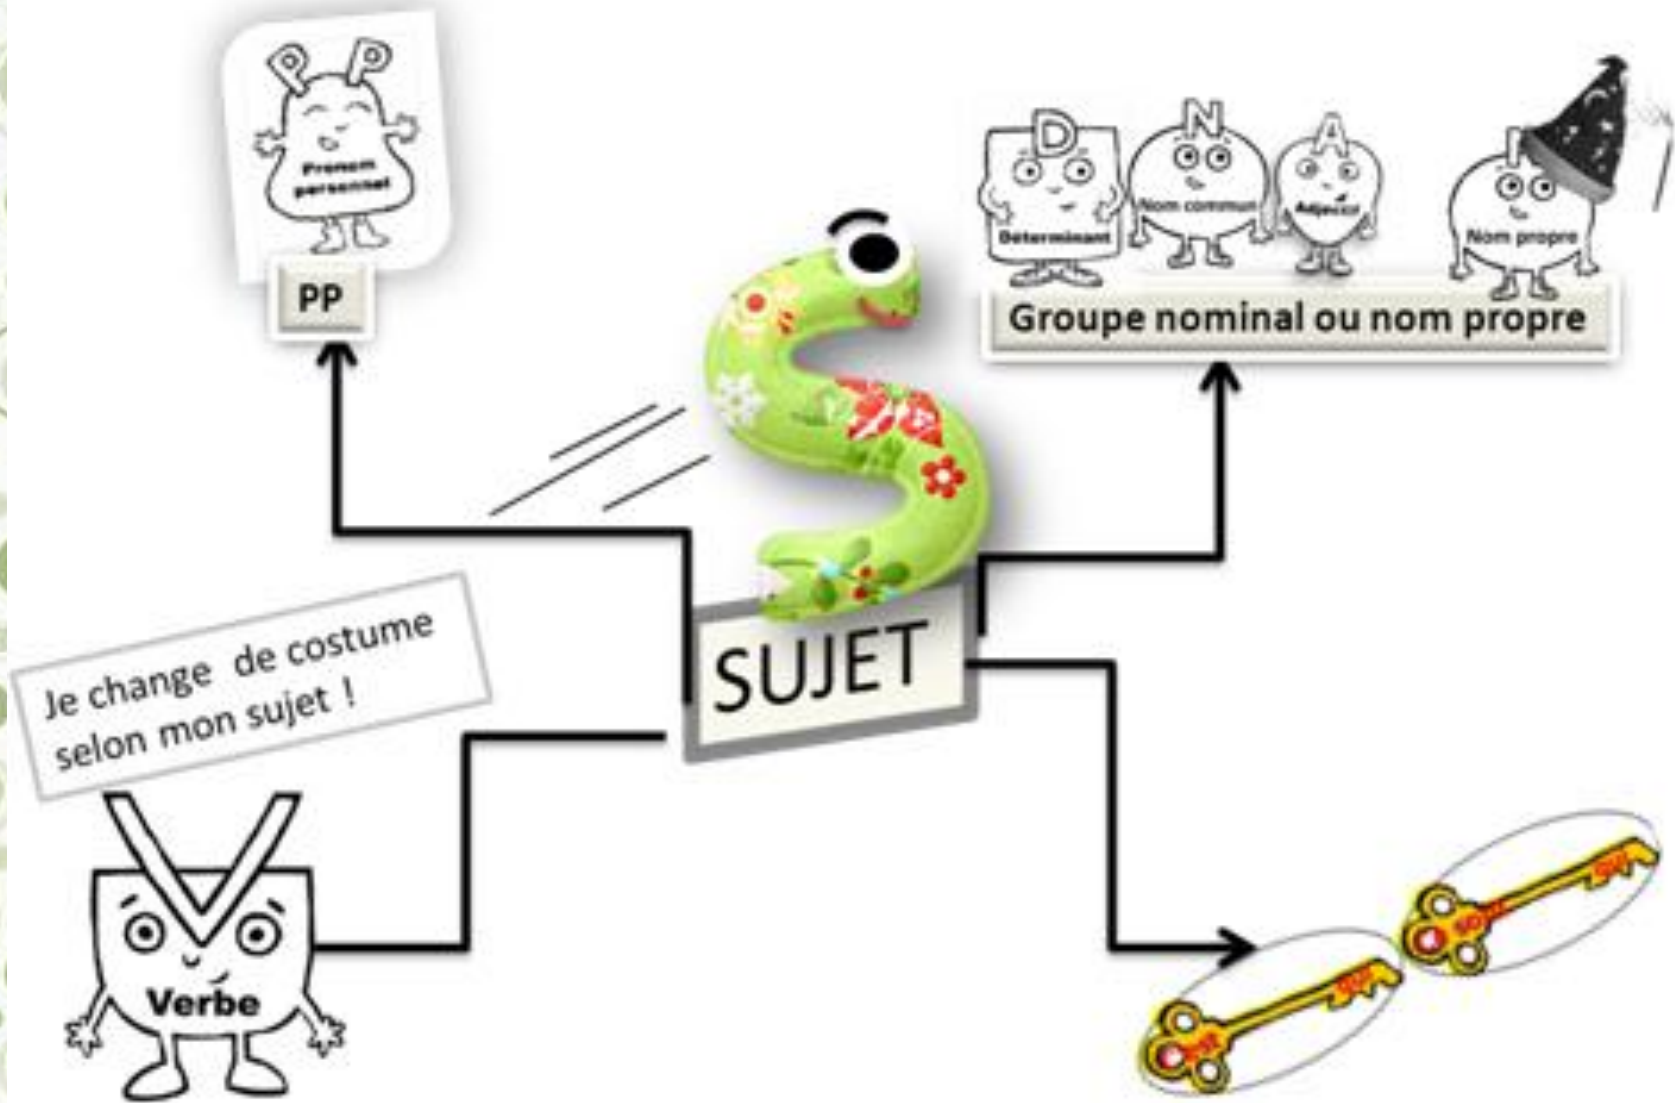 P P
Pronom
personnel
PP
D N A
Determinant
Nom commun
Adjectif
Nom propre
Groupe nominal ou nom propre
SUJET
Je change de costume
selon mon sujet !
V
Verbe